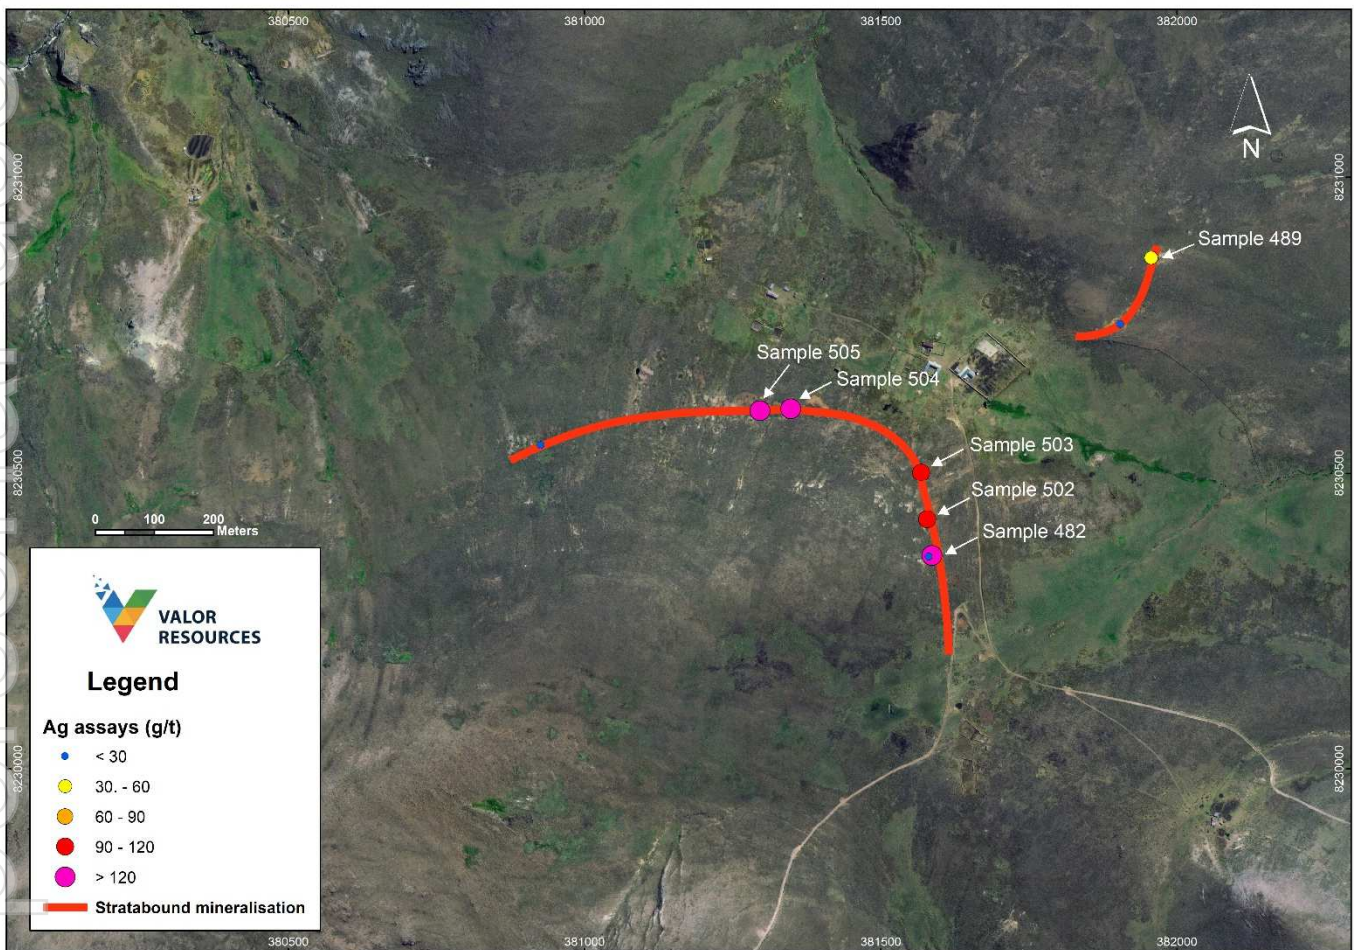 380500
381000
381500
382000
N
8231000
8231000
Sample 489
Sample 505
Sample 504
Sample 503
Sample 502
Sample 482
8230500
8230500
0 100 200
Meters
VALOR
RESOURCES
Legend
Ag assays (g/t)
< 30
30. - 60
60 - 90
90 - 120
> 120
Stratabound mineralisation
8230000
8230000
380500
381000
381500
382000